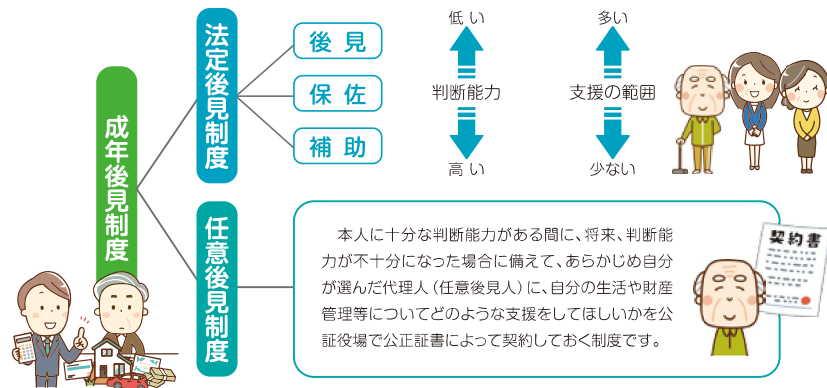 成年後見制度
法定後見制度
後見
保佐
補助
低い
判断能力
高い
多い
支援の範囲
少ない
任意後見制度
本人に十分な判断能力がある間に、将来、判断能
力が不十分になった場合に備えて、あらかじめ自分
が選んだ代理人（任意後見人）に、自分の生活や財産
管理等についてどのような支援をしてほしいかを公
証役場で公正証書によって契約しておく制度です。
契約書